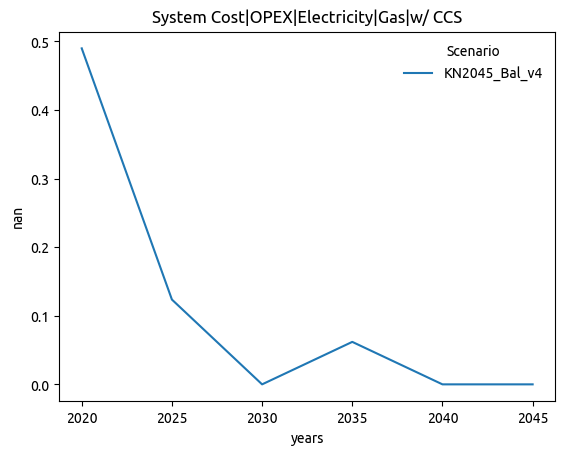 System Cost|OPEX|Electricity|Gas|w/ CCS
Scenario
KN2045_Bal_v4
nan
0.5
0.4
0.3
0.2
0.1
0.0
2020 2025 2030 2035 2040 2045
years